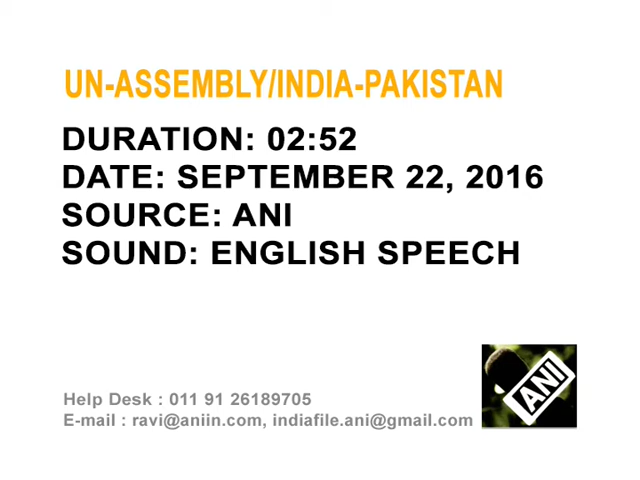 UN-ASSEMBLY/INDIA-PAKISTAN
DURATION: 02:52
DATE: SEPTEMBER 22, 2016
SOURCE: ANI
SOUND: ENGLISH SPEECH
ANI
Help Desk : 011 91 26189705
E-mail : ravi@aniin.com, indiafile.ani@gmail.com